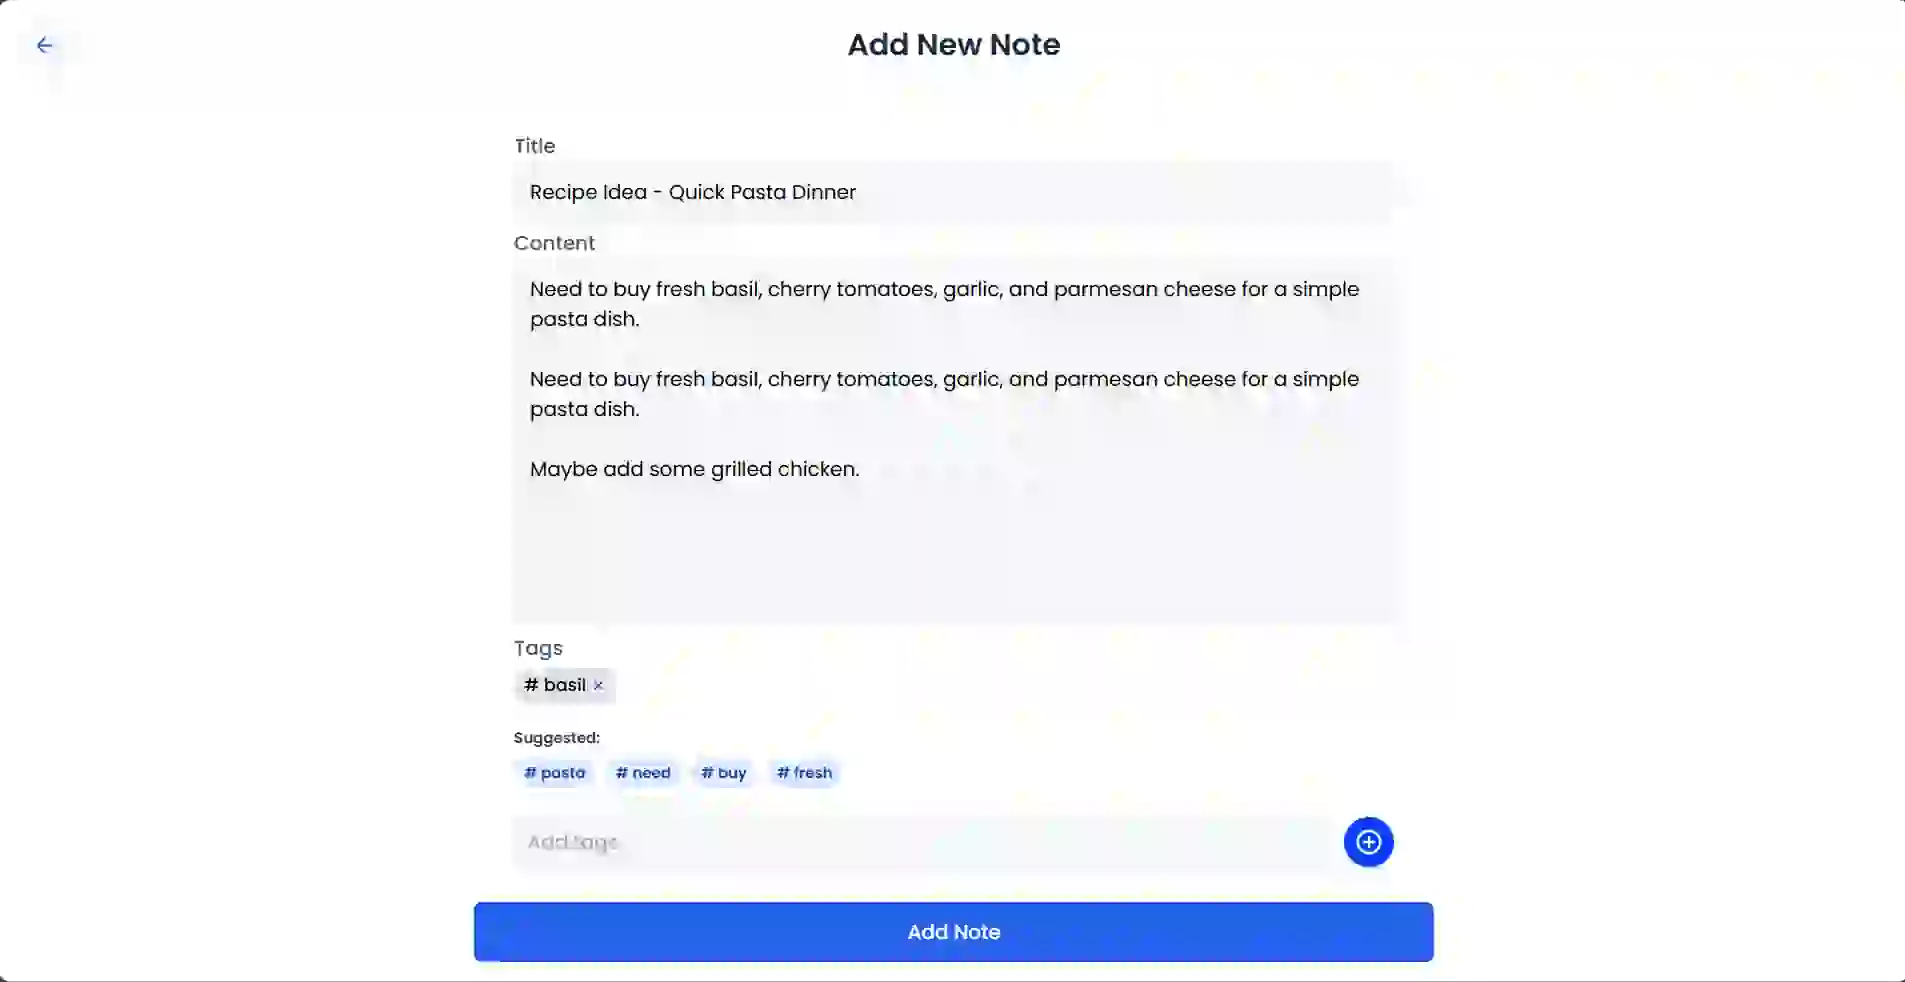 Add New Note
Title
Recipe Idea - Quick Pasta Dinner
Content
Need to buy fresh basil, cherry tomatoes, garlic, and parmesan cheese for a simple
pasta dish.
Need to buy fresh basil, cherry tomatoes, garlic, and parmesan cheese for a simple
pasta dish.
Maybe add some grilled chicken.
Tags
# basil ×
Suggested:
# pasta # need # buy # fresh
Add tags
Add Note